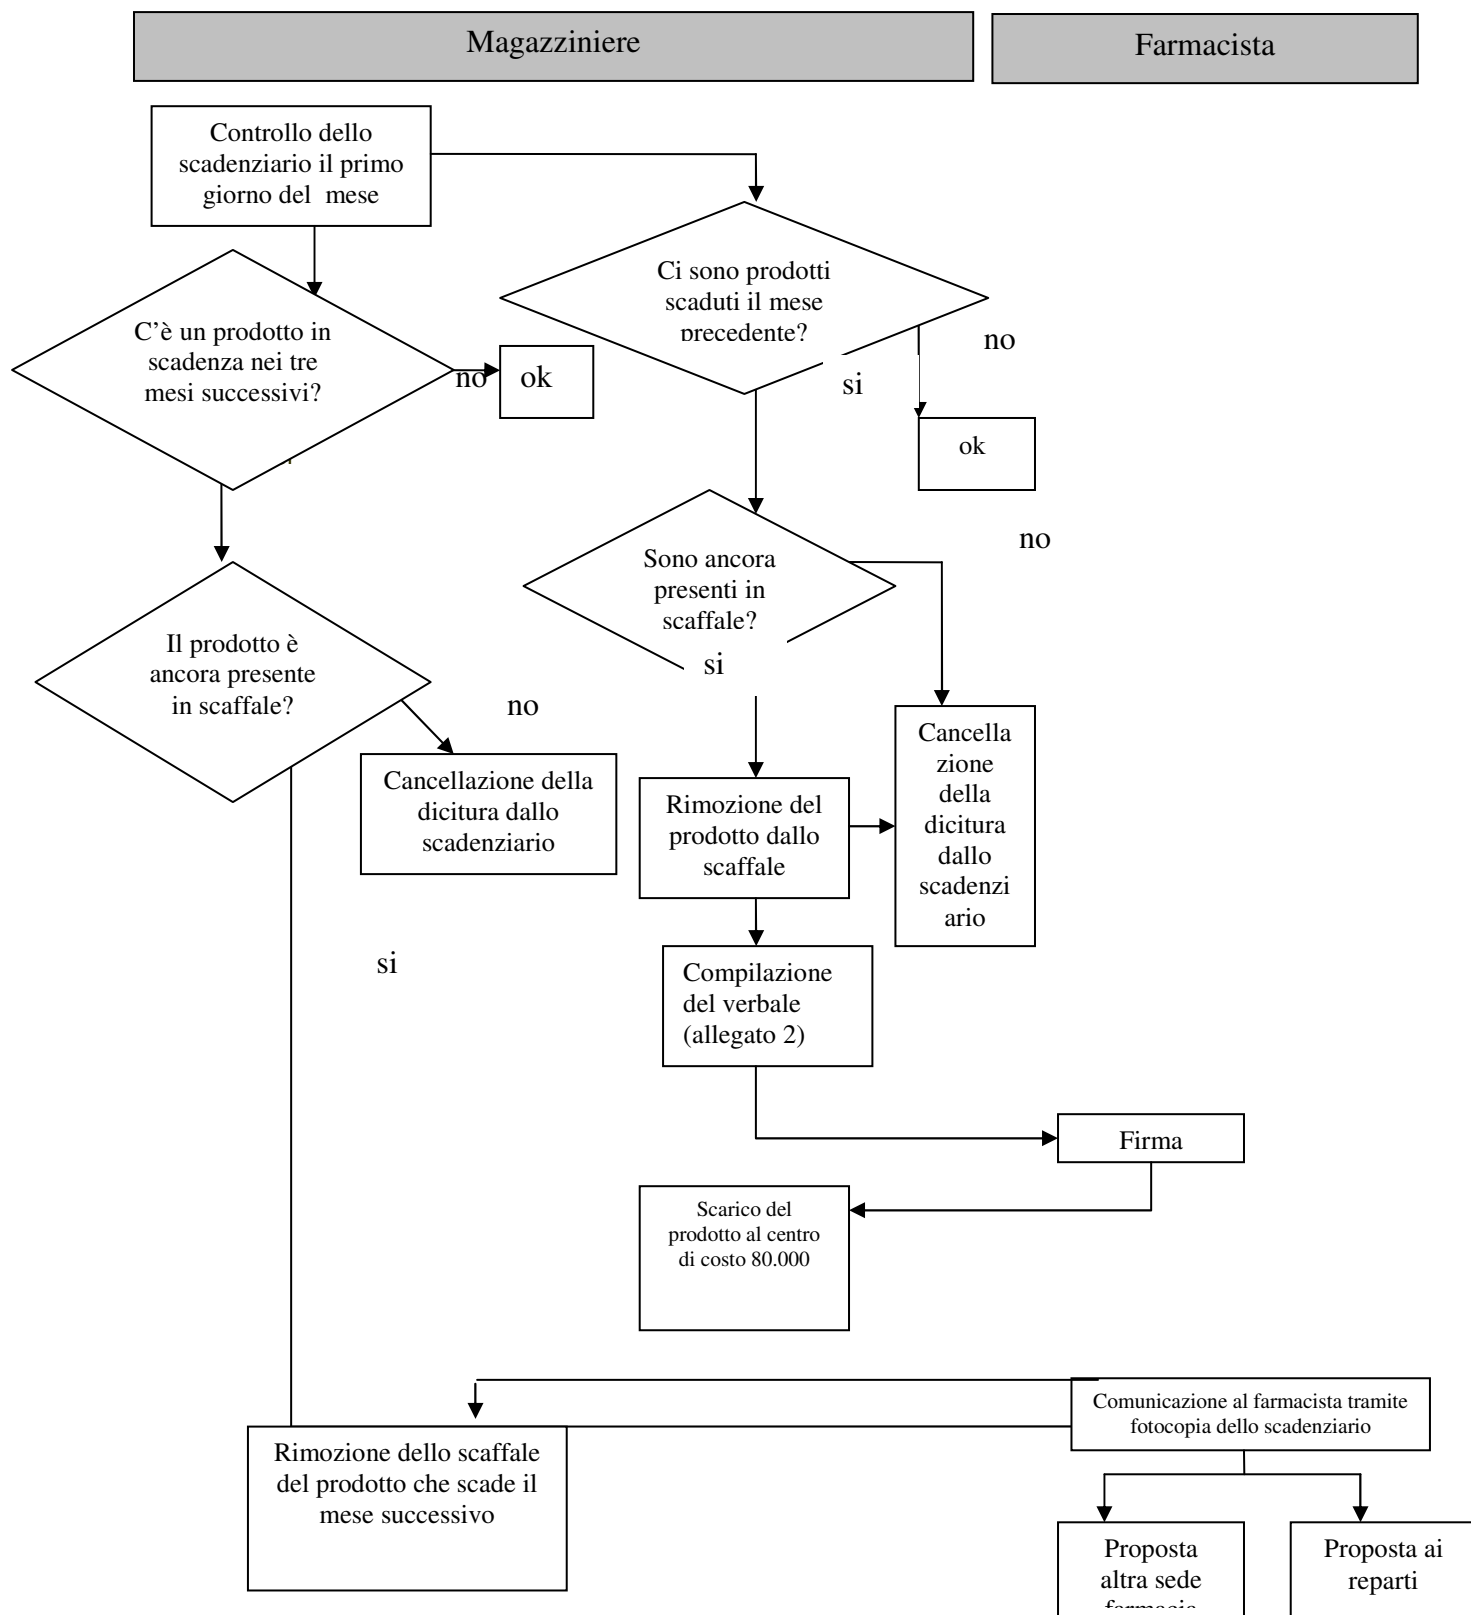 Magazziniere
Farmacista
Controllo dello
scadenziario il primo
giorno del mese
Ci sono prodotti
scaduti il mese
precedente?
C'è un prodotto in
scadenza nei tre
mesi successivi?
no
ok
si
no
ok
no
Sono ancora
presenti in
scaffale?
si
Il prodotto è
ancora presente
in scaffale?
no
Cancellazione della
dicitura dallo
scadenziario
Rimozione del
prodotto dallo
scaffale
Cancella
zione
della
dicitura
dallo
scadenzi
ario
si
Compilazione
del verbale
(allegato 2)
Firma
Scarico del
prodotto al centro
di costo 80.000
Comunicazione al farmacista tramite
fotocopia dello scadenziario
Rimozione dello scaffale
del prodotto che scade il
mese successivo
Proposta
altra sede
farmacia
Proposta ai
reparti